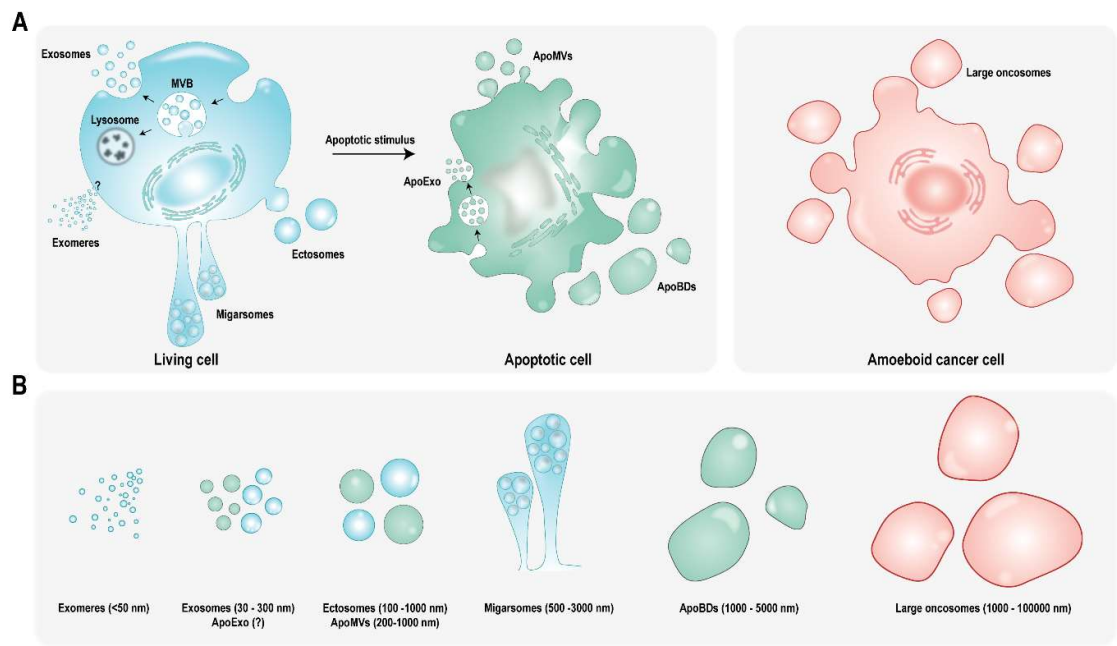 A
Exosomes
MVB
Lysosome
?
Exomeres
Ectosomes
Migarsomes
Living cell
Apoptotic stimulus
ApoMVs
ApoExo
ApoBDs
Apoptotic cell
Large oncosomes
Amoeboid cancer cell
B
Exomeres (<50 nm)
Exosomes (30 - 300 nm)
ApoExo (?)
Ectosomes (100 -1000 nm)
ApoMVs (200-1000 nm)
Migarsomes (500 -3000 nm)
ApoBDs (1000 - 5000 nm)
Large oncosomes (1000 - 100000 nm)